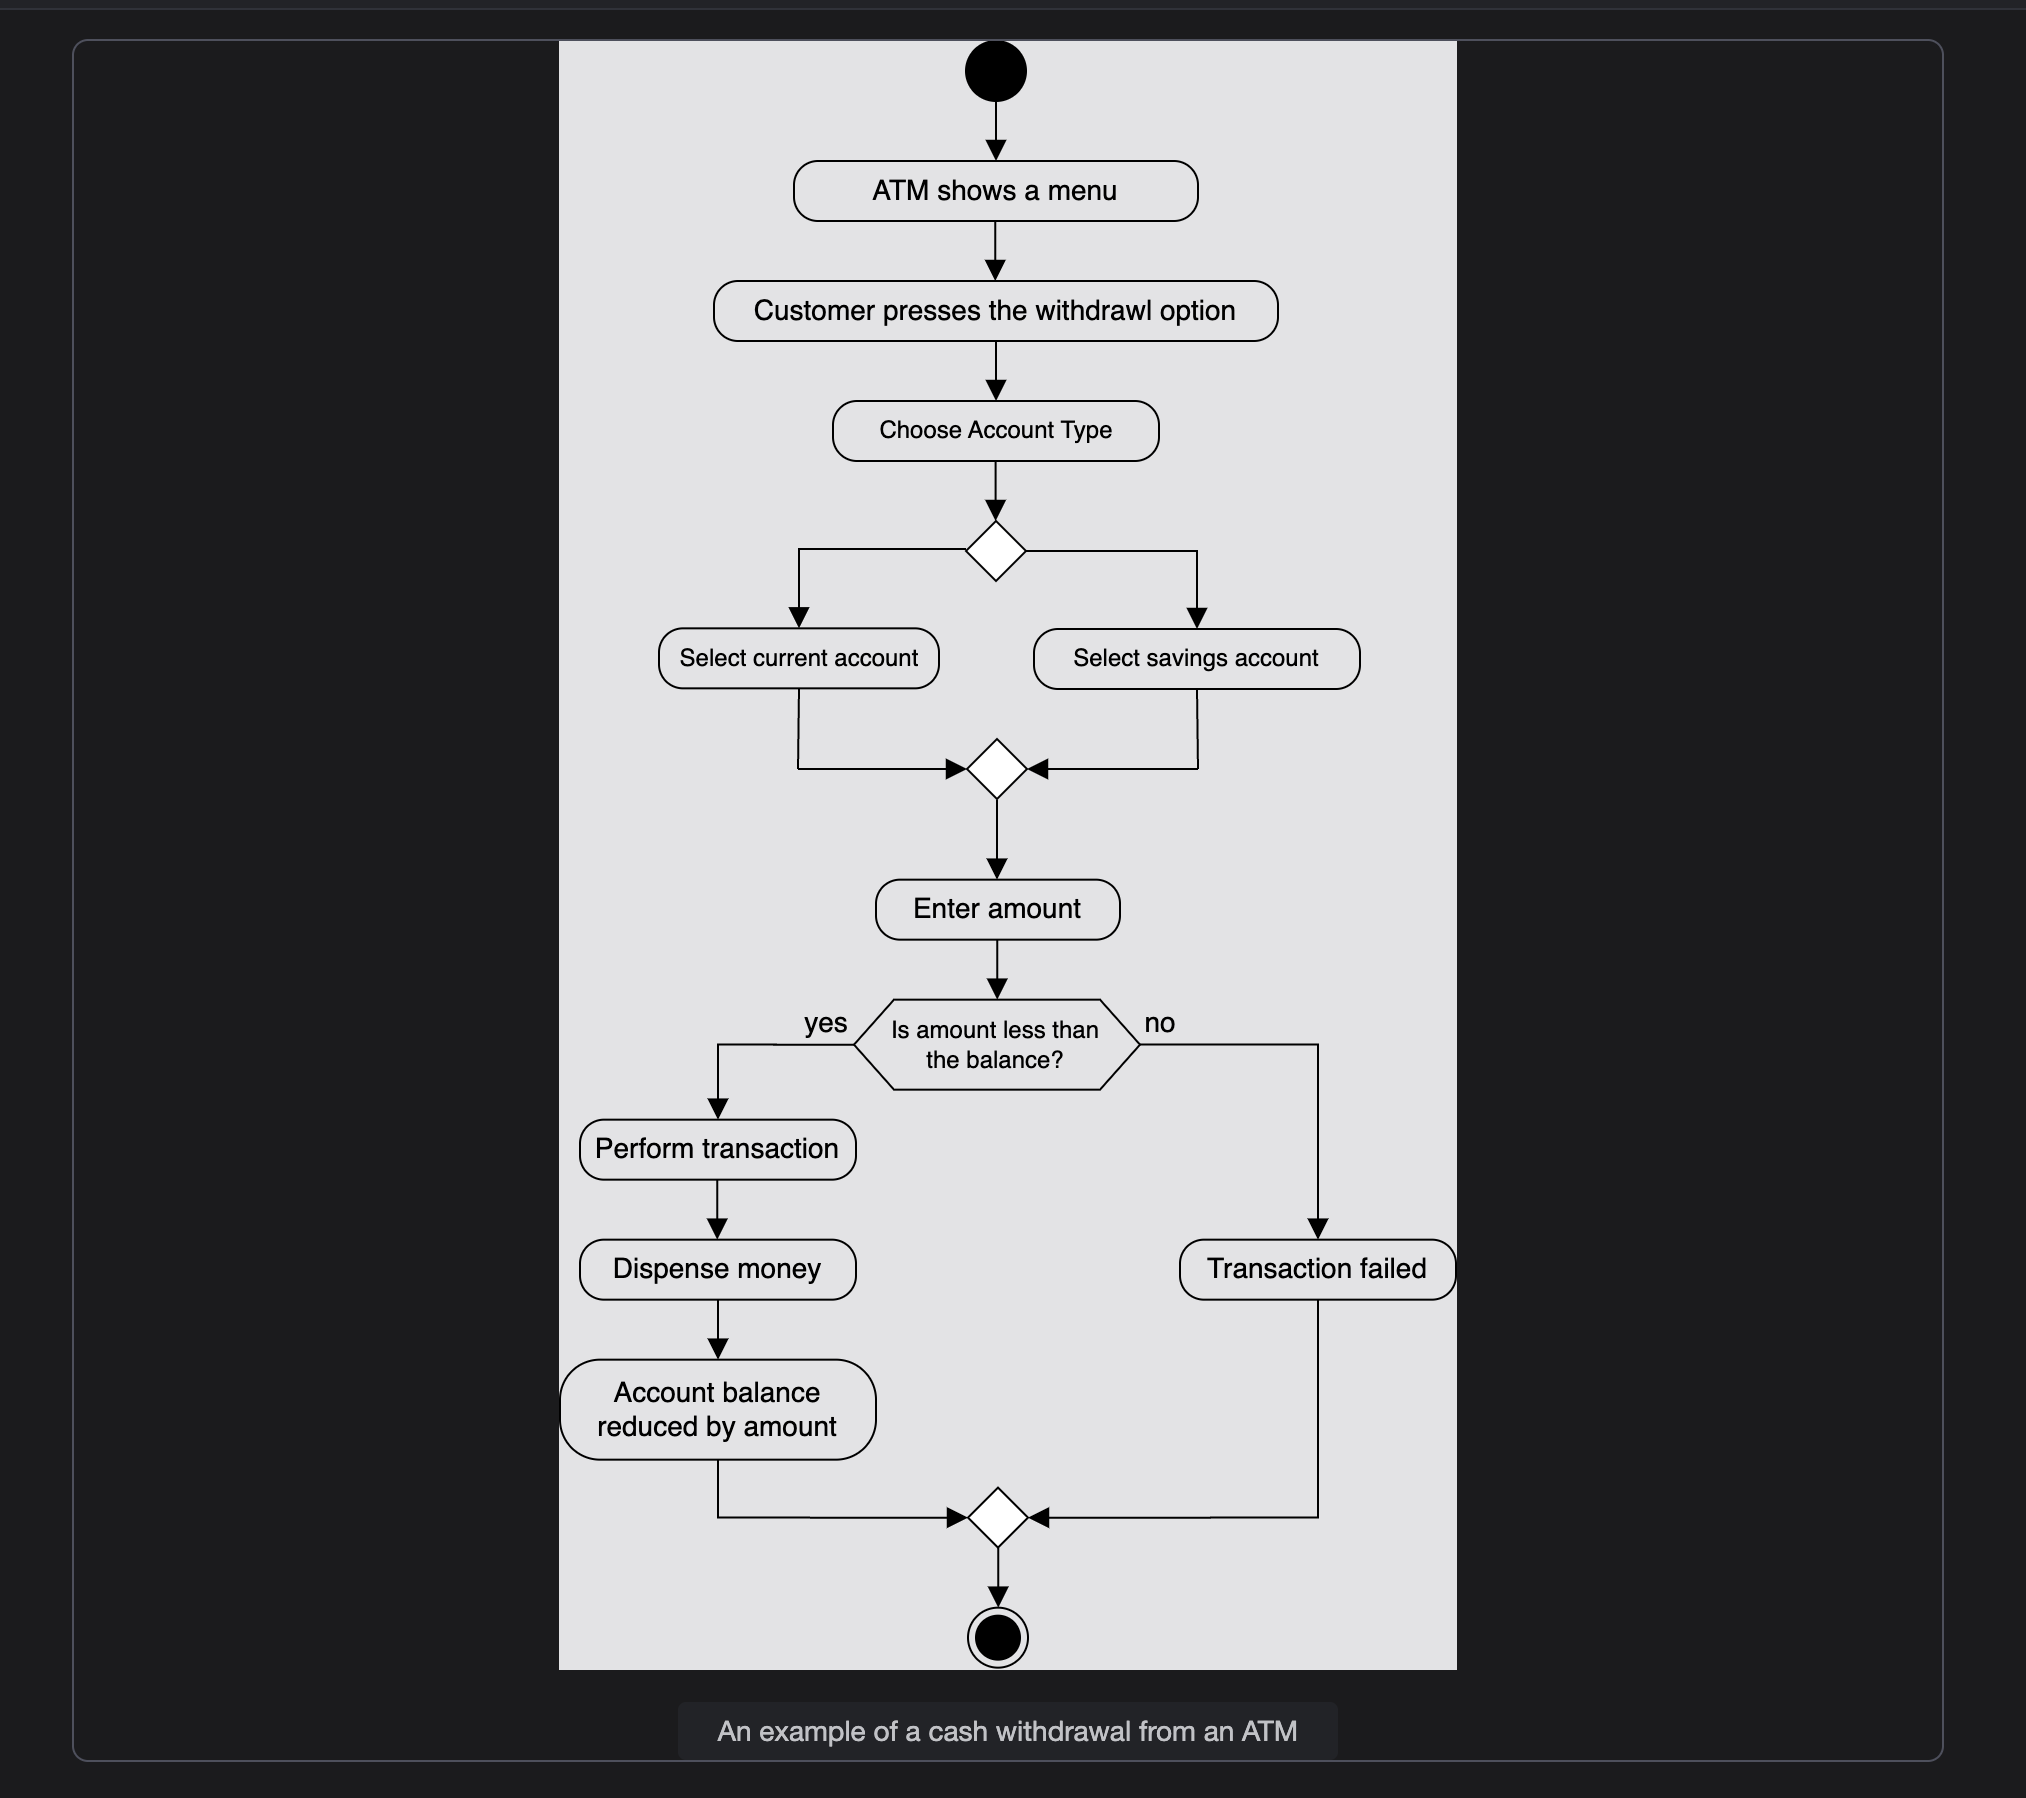 ATM shows a menu
Customer presses the withdrawl option
Choose Account Type
Select current account
Select savings account
Enter amount
yes
Is amount less than
the balance?
no
Perform transaction
Dispense money
Transaction failed
Account balance
reduced by amount
An example of a cash withdrawal from an ATM